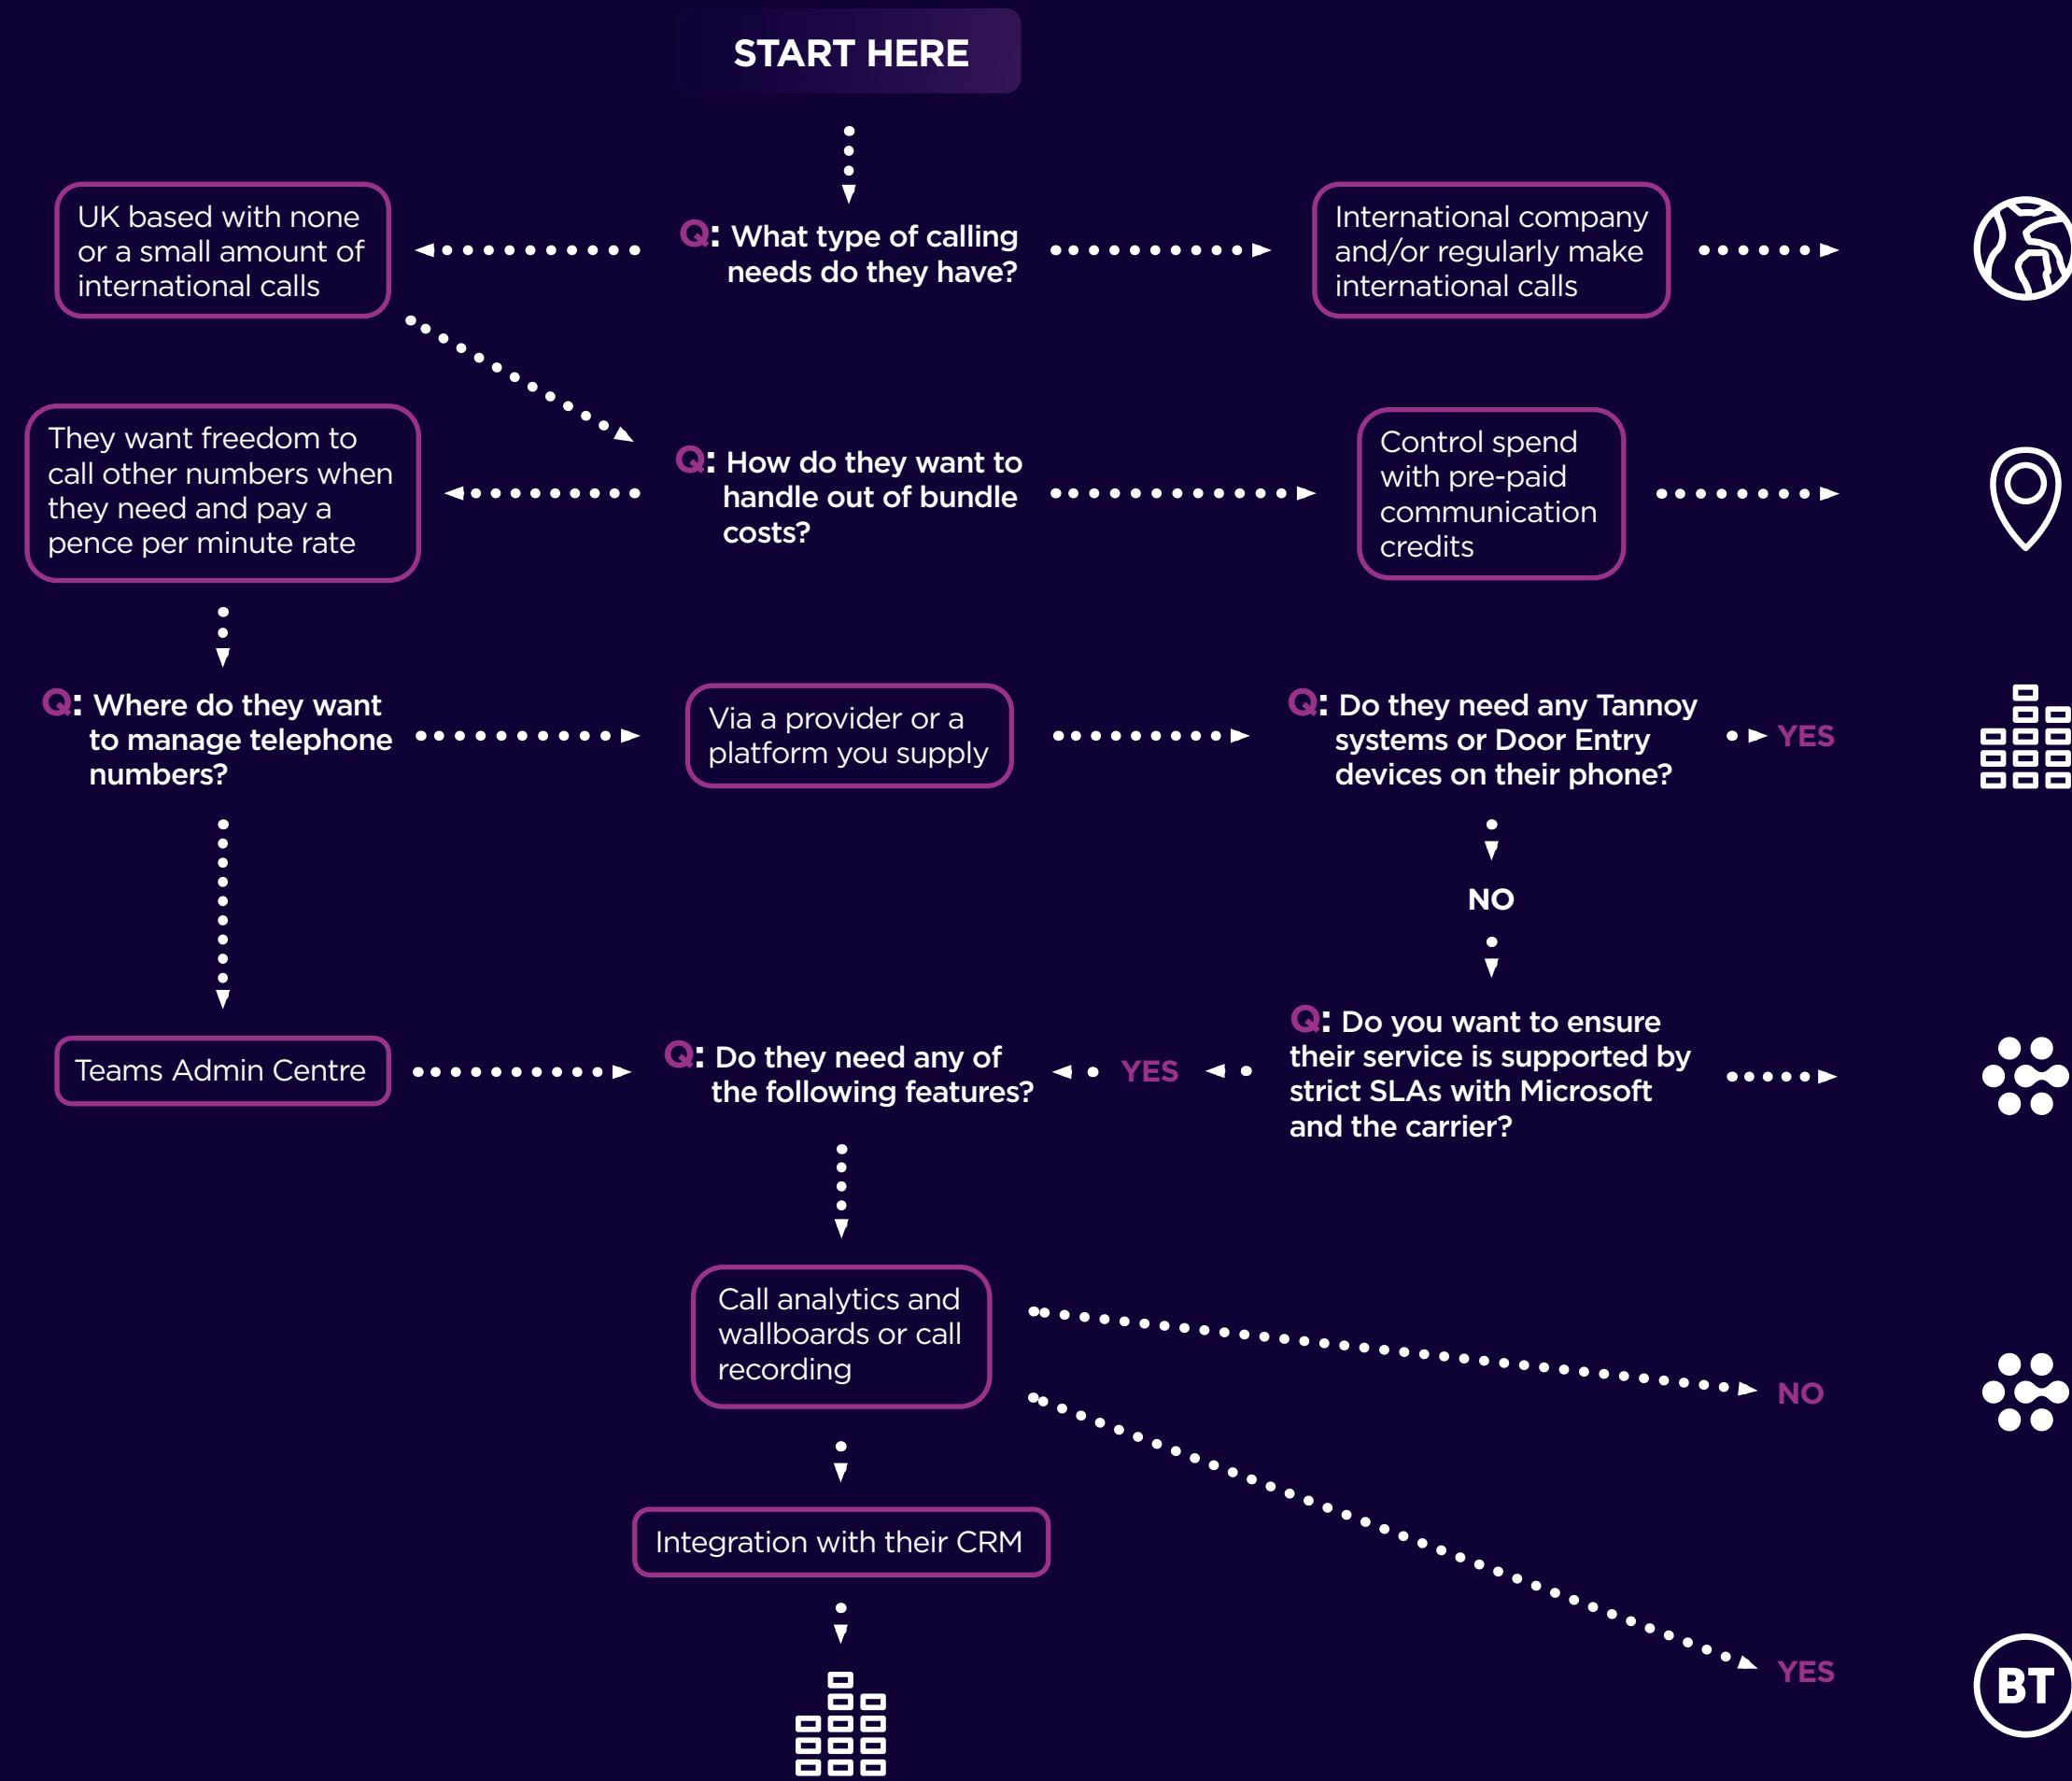 START HERE
UK based with none
or a small amount of
international calls
Q: What type of calling
needs do they have?
International company
and/or regularly make
international calls
They want freedom to
call other numbers when
they need and pay a
pence per minute rate
Q: How do they want to
handle out of bundle
costs?
Control spend
with pre-paid
communication
credits
Q: Where do they want
to manage telephone
numbers?
Via a provider or a
platform you supply
Q: Do they need any Tannoy
systems or Door Entry
devices on their phone?
YES
NO
Teams Admin Centre
Q: Do they need any of
the following features?
YES
Q: Do you want to ensure
their service is supported by
strict SLAs with Microsoft
and the carrier?
Call analytics and
wallboards or call
recording
NO
Integration with their CRM
YES
BT